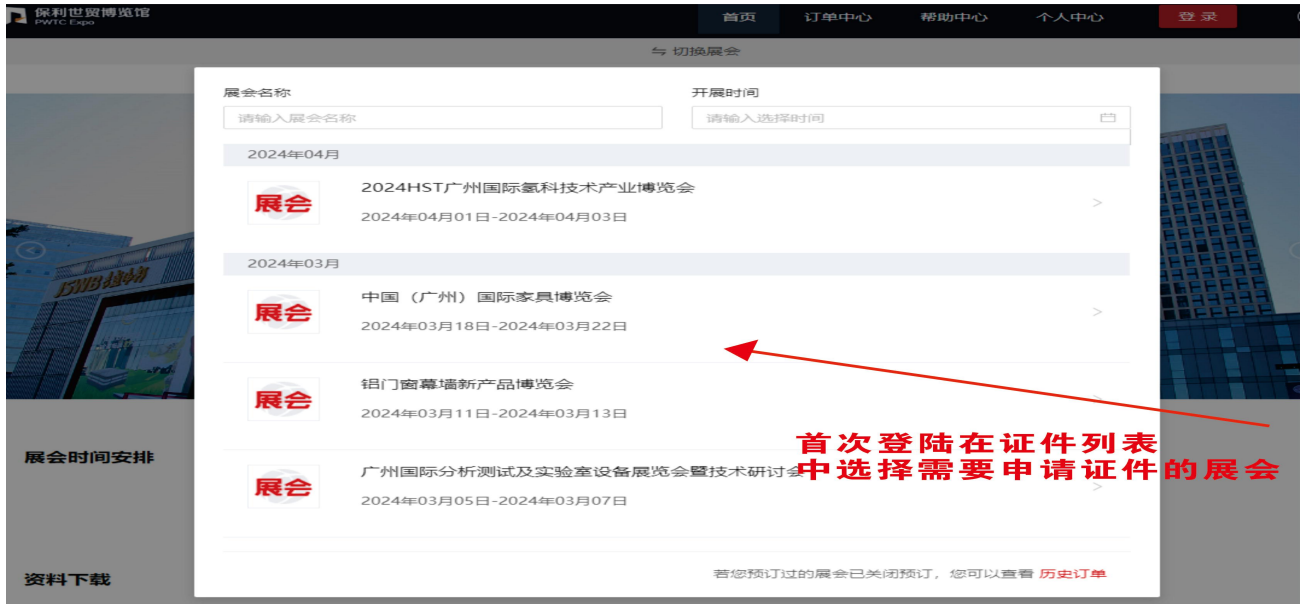 保利世贸博览馆
PWTC Expo
首页 订单中心 帮助中心 个人中心 登 录
切换展会
展会名称 开展时间
请输入展会名称 请输入选择时间
2024年04月
展会
2024HST广州国际氢科技术产业博览会
2024年04月01日-2024年04月03日
2024年03月
展会
中国（广州）国际家具博览会
2024年03月18日-2024年03月22日
展会
铝门窗幕墙新产品博览会
2024年03月11日-2024年03月13日
首次登陆在证件列表
中选择需要申请证件的展会
展会时间安排
展会
广州国际分析测试及实验室设备展览会暨技术研讨会
2024年03月05日-2024年03月07日
若您预订过的展会已关闭预订，您可以查看 历史订单
资料下载